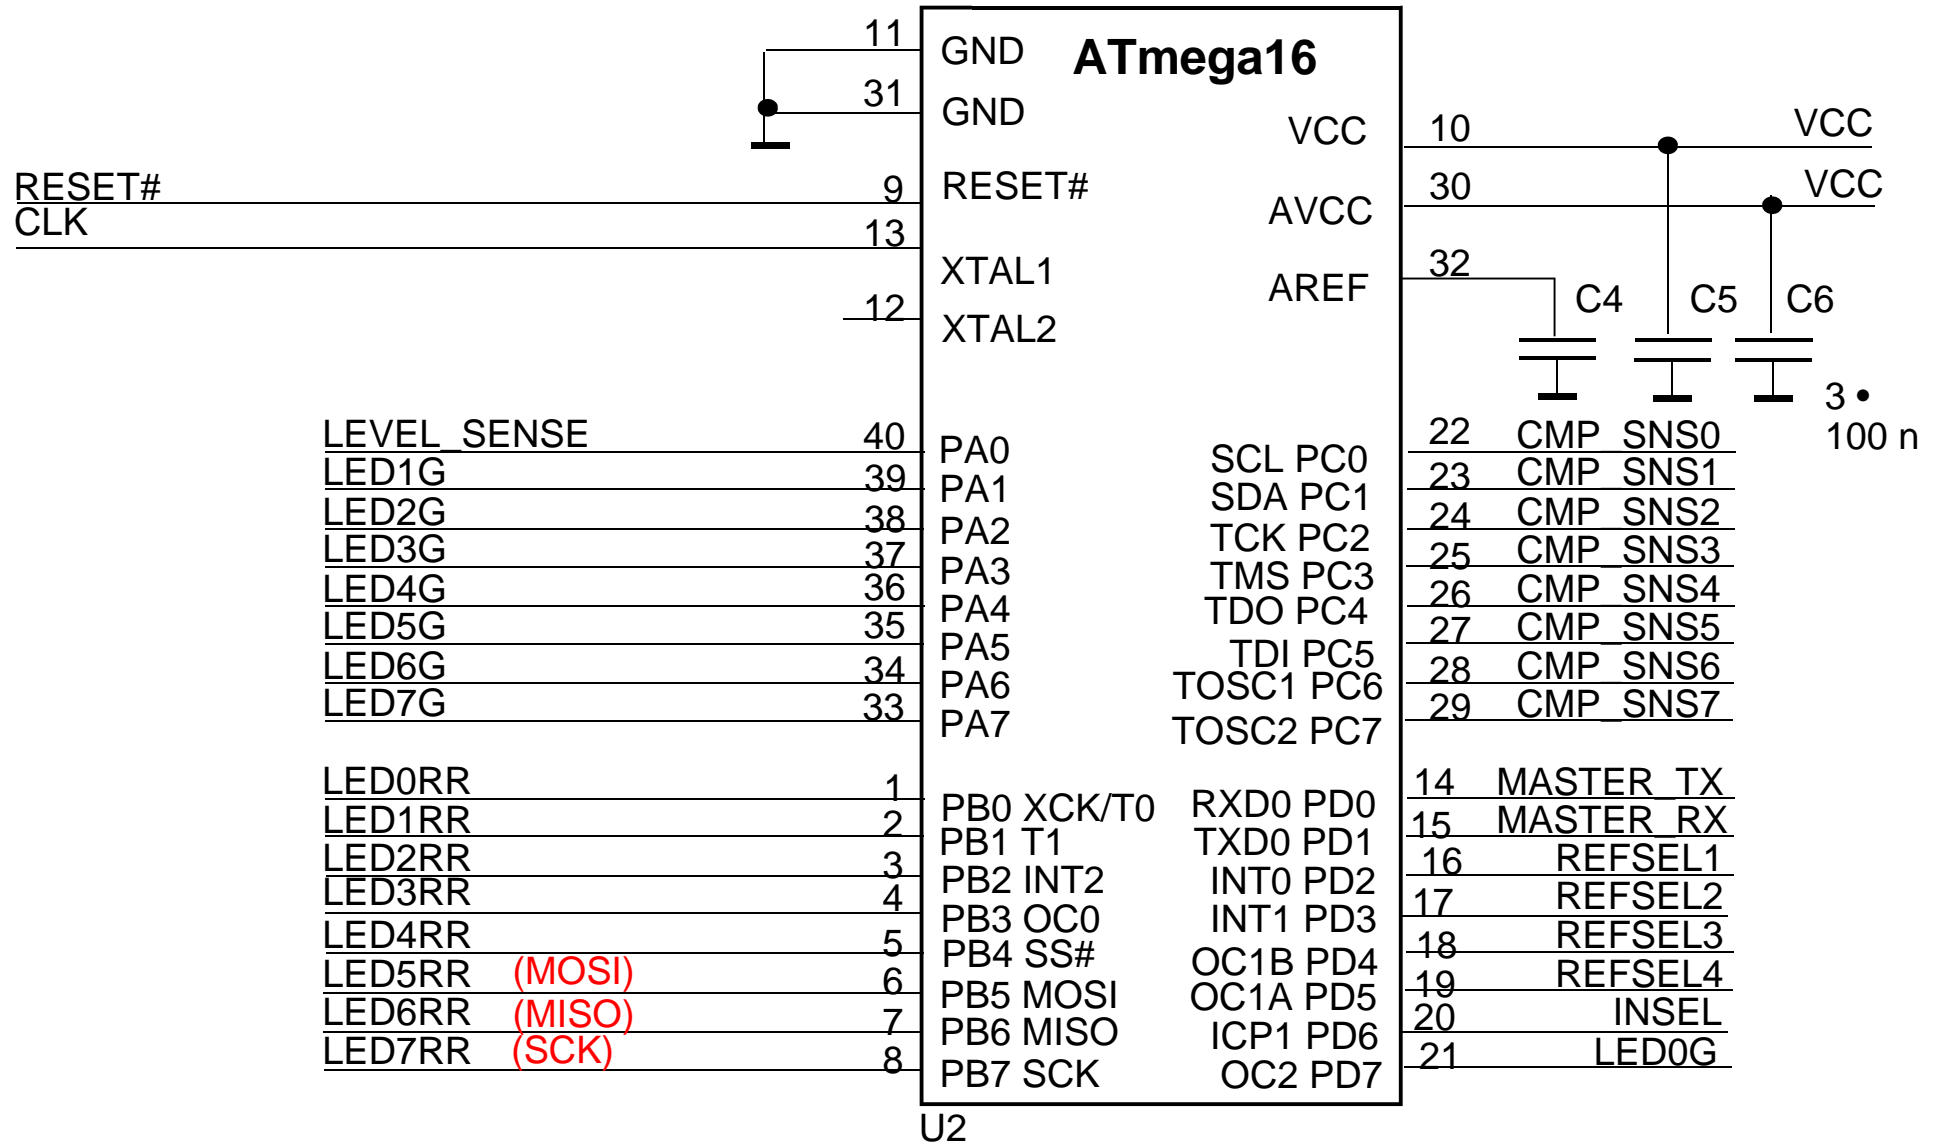 11 GND ATmega16
31 GND
VCC 10 VCC
RESET# 9 RESET# 30 VCC
CLK 13 AVCC
XTAL1 AREF 32
12 XTAL2 C4 C5 C6
3 •
100 n
LEVEL_SENSE 40 PA0 SCL PC0 22 CMP_SNS0
LED1G 39 PA1 SDA PC1 23 CMP_SNS1
LED2G 38 PA2 TCK PC2 24 CMP_SNS2
LED3G 37 PA3 TMS PC3 25 CMP_SNS3
LED4G 36 PA4 TDO PC4 26 CMP_SNS4
LED5G 35 PA5 TDI PC5 27 CMP_SNS5
LED6G 34 PA6 TOSC1 PC6 28 CMP_SNS6
LED7G 33 PA7 TOSC2 PC7 29 CMP_SNS7
LED0RR 1 PB0 XCK/T0 RXD0 PD0 14 MASTER_TX
LED1RR 2 PB1 T1 TXD0 PD1 15 MASTER_RX
LED2RR 3 PB2 INT2 INT0 PD2 16 REFSEL1
LED3RR 4 PB3 OC0 INT1 PD3 17 REFSEL2
LED4RR 5 PB4 SS# OC1B PD4 18 REFSEL3
LED5RR (MOSI) 6 PB5 MOSI OC1A PD5 19 REFSEL4
LED6RR (MISO) 7 PB6 MISO ICP1 PD6 20 INSEL
LED7RR (SCK) 8 PB7 SCK OC2 PD7 21 LED0G
U2